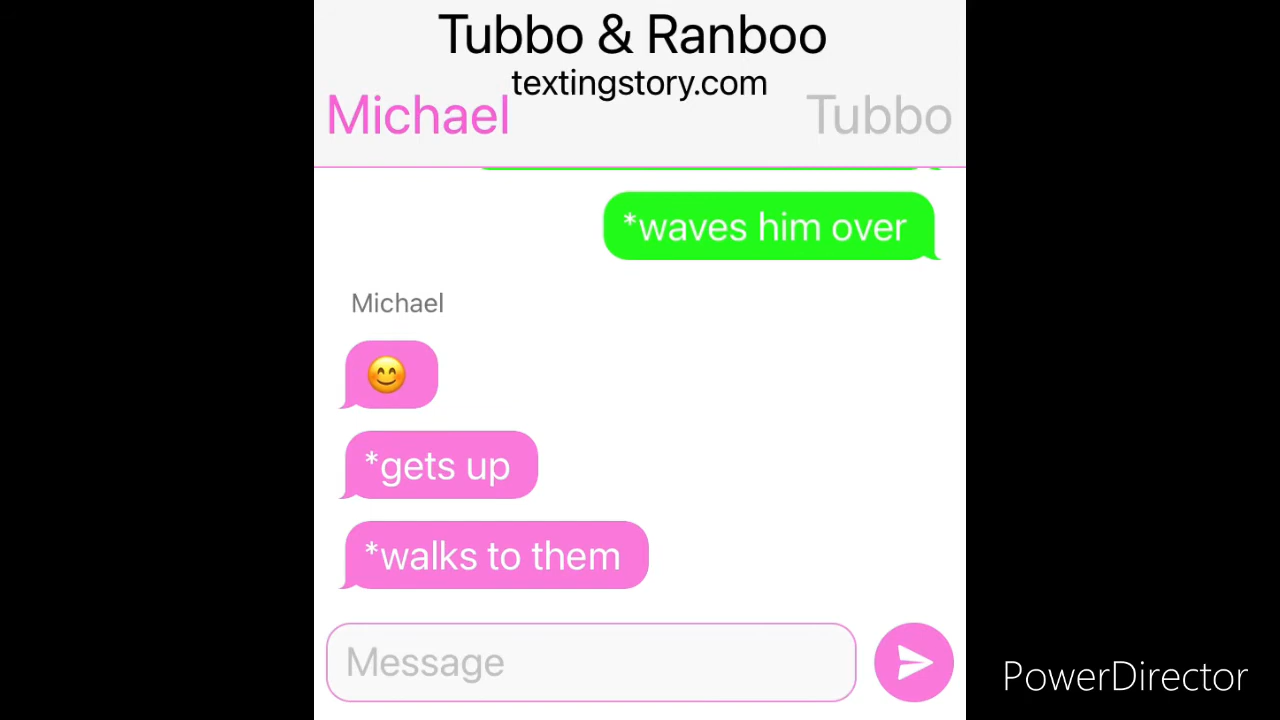 Tubbo & Ranboo
textingstory.com
Michael
Tubbo
*waves him over
Michael
😊
*gets up
*walks to them
Message
PowerDirector